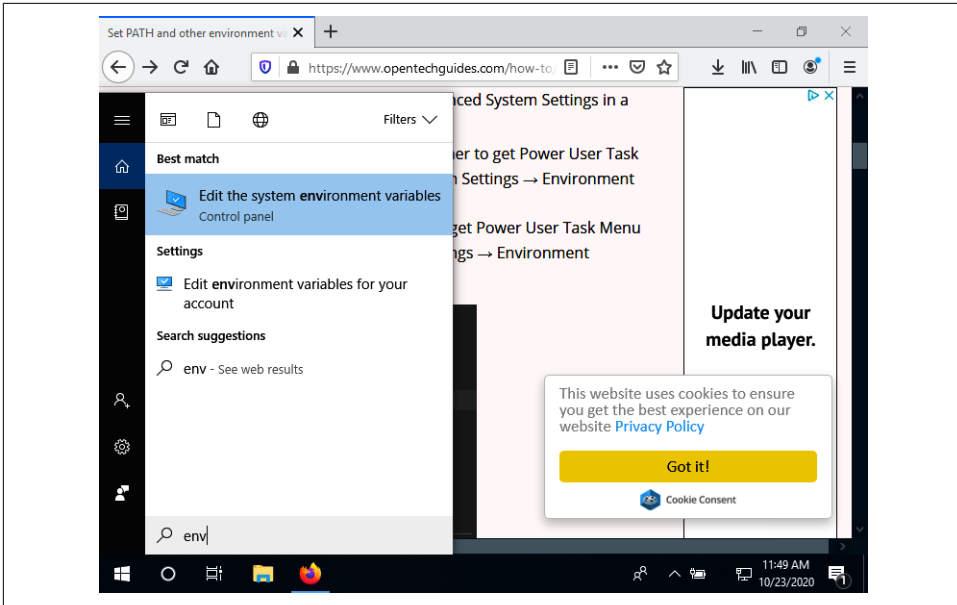 Set PATH and other environment va
https://www.opentechguides.com/how-to/
nced System Settings in a
er to get Power User Task
Settings → Environment
get Power User Task Menu
ngs → Environment
Filters
Best match
Edit the system environment variables
Control panel
Settings
Edit environment variables for your
account
Search suggestions
env - See web results
env
Update your
media player.
This website uses cookies to ensure
you get the best experience on our
website Privacy Policy
Got it!
Cookie Consent
11:49 AM
10/23/2020
1